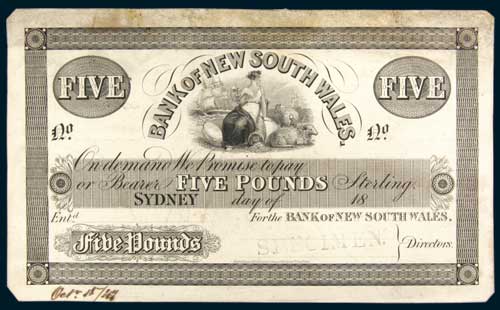 BANK OF NEW SOUTH WALES.
FIVE FIVE
No No
On demand We Promise to pay
or Bearer FIVE POUNDS Sterling.
SYDNEY day of 18
Entd For the BANK OF NEW SOUTH WALES.
Five Pounds SPECIMEN. Directors.